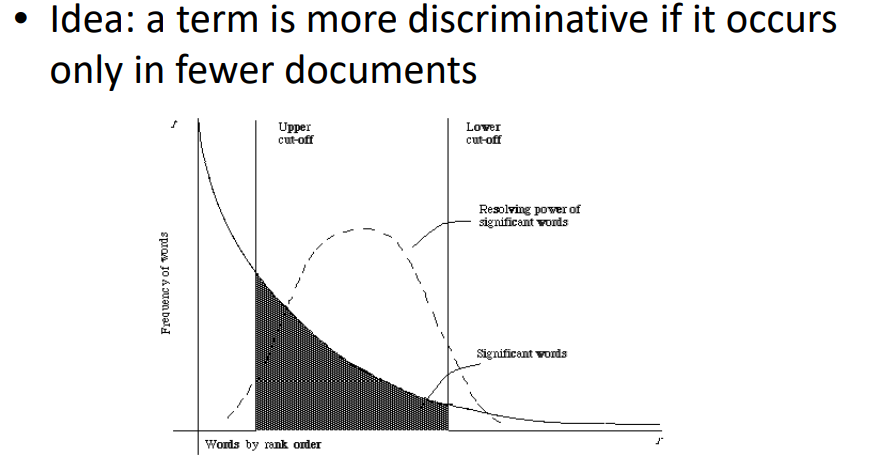 • Idea: a term is more discriminative if it occurs
only in fewer documents
f
Upper
cut-off
Lower
cut-off
Resolving power of
significant words
Frequency of words
Significant words
Words by rank order
r